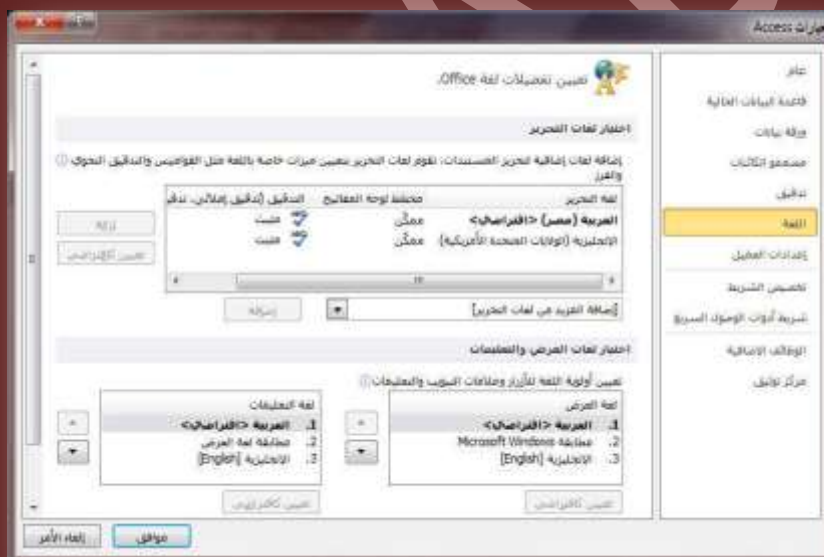 خيارات Access
عام
قاعدة البيانات الحالية
ورقة بيانات
مصممو الكائنات
تدقيق
اللغة
إعدادات العميل
تخصيص الشريط
شريط أدوات الوصول السريع
الوظائف الإضافية
مركز توثيق
تعيين تفضيلات لغة Office.
اختيار لغات التحرير
إضافة لغات إضافية لتحرير المستندات. تقوم لغات التحرير بتعيين ميزات خاصة باللغة مثل القواميس والتدقيق النحوي
والفرز
لغة التحرير مخطط لوحة المفاتيح التدقيق (تدقيق إملائي، تدقي
العربية (مصر) <افتراضي> ممكّن مثبت
الإنجليزية (الولايات المتحدة الأمريكية) ممكّن مثبت
إزالة
تعيين كافتراضي
[إضافة المزيد من لغات التحرير]
إضافة
اختيار لغات العرض والتعليمات
تعيين أولوية اللغة للأزرار وعلامات التبويب والتعليمات
لغة العرض
1. العربية <افتراضي>
2. مطابقة Microsoft Windows
3. الإنجليزية [English]
تعيين كافتراضي
لغة التعليمات
1. العربية <افتراضي>
2. مطابقة لغة العرض
3. الإنجليزية [English]
تعيين كافتراضي
موافق
إلغاء الأمر